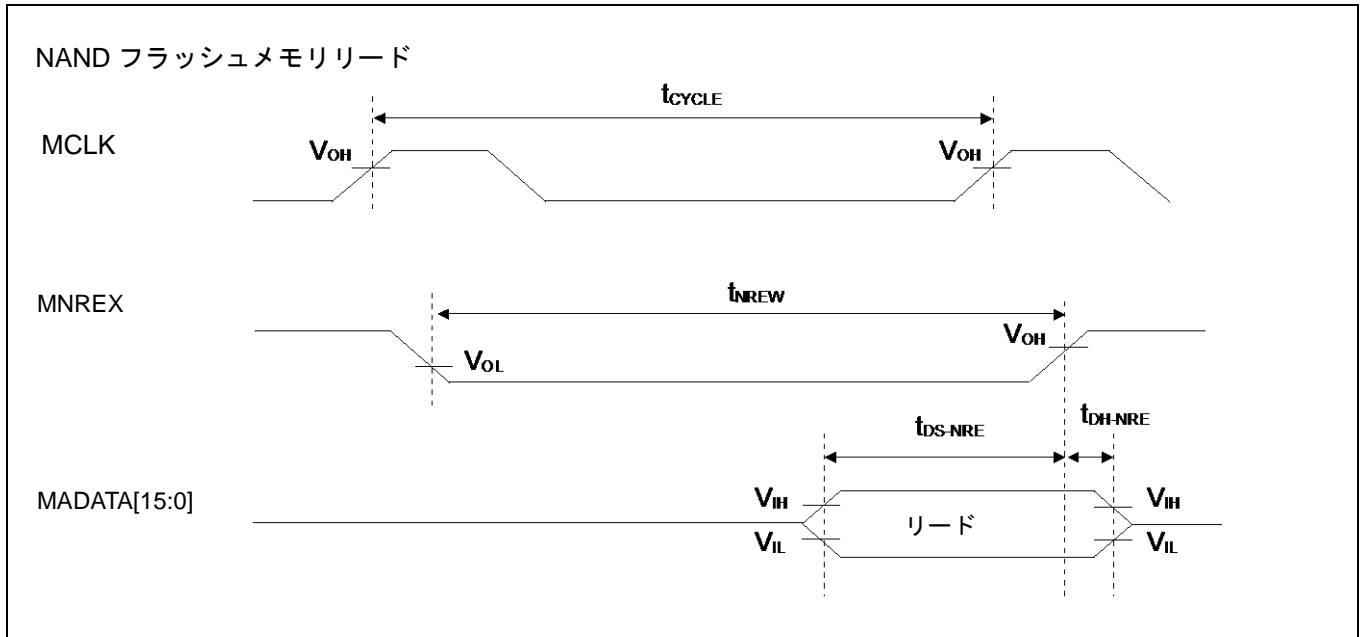 NAND フラッシュメモリリード
tCYCLE
MCLK
VOH
VOH
MNREX
tNREW
VOH
VOL
tDS-NRE
tDH-NRE
MADATA[15:0]
VIH
リード
VIH
VIL
VIL